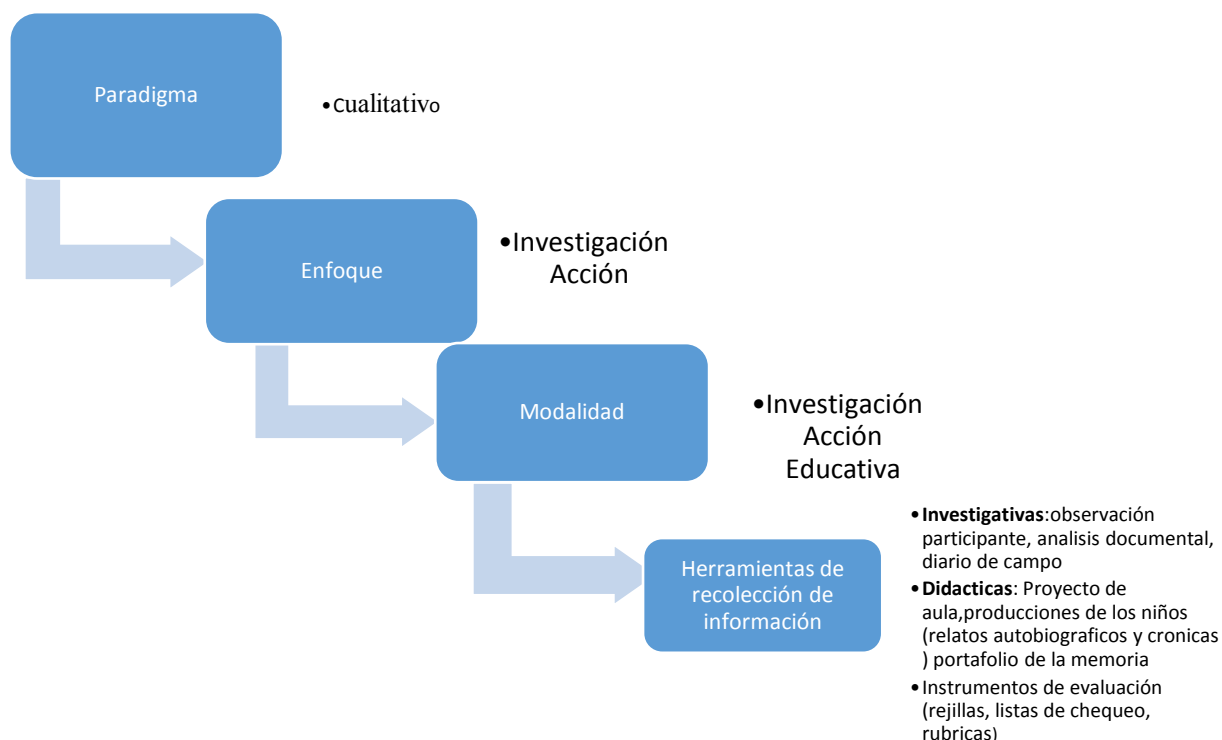 Paradigma
•cualitativo
Enfoque
•Investigación
Acción
Modalidad
•Investigación
Acción
Educativa
Herramientas de
recolección de
información
•Investigativas:observación
participante, analisis documental,
diario de campo
•Didacticas: Proyecto de
aula,producciones de los niños
(relatos autobiograficos y cronicas
) portafolio de la memoria
•Instrumentos de evaluación
(rejillas, listas de chequeo,
rubricas)